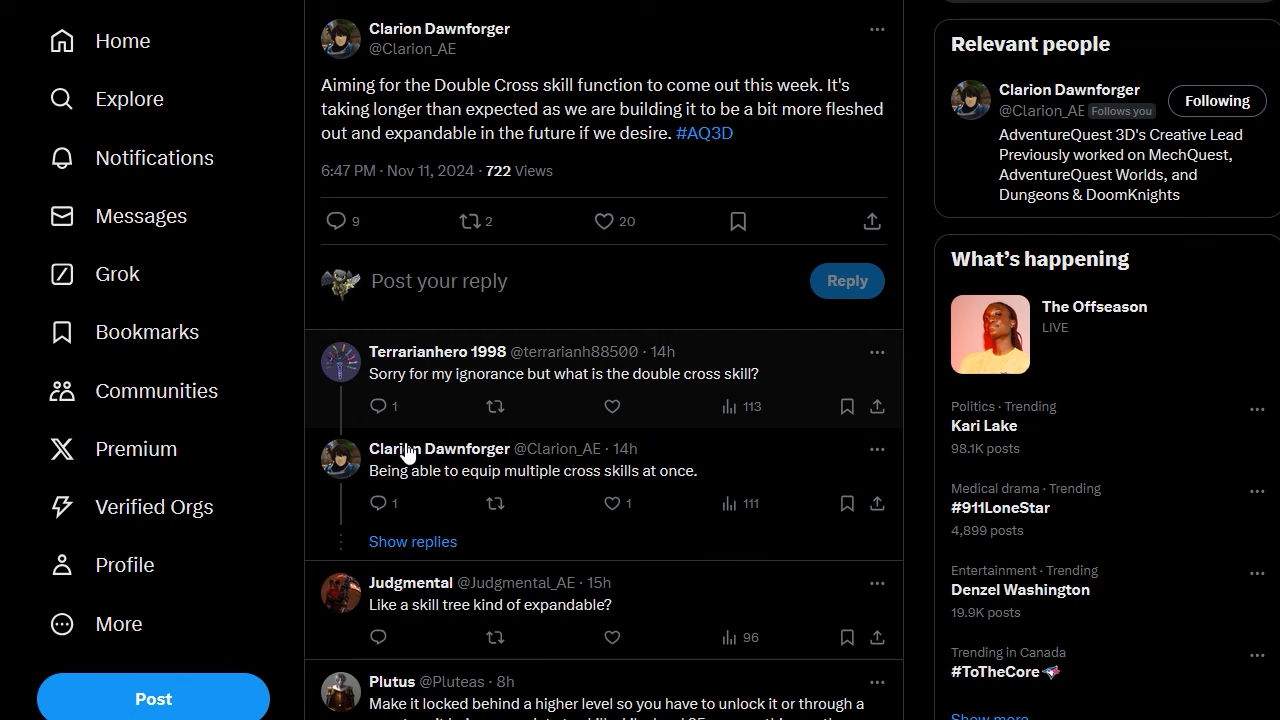 Home
Explore
Notifications
Messages
Grok
Bookmarks
Communities
Premium
Verified Orgs
Profile
More
Post
Clarion Dawnforger
@Clarion_AE
Aiming for the Double Cross skill function to come out this week. It's
taking longer than expected as we are building it to be a bit more fleshed
out and expandable in the future if we desire. #AQ3D
6:47 PM · Nov 11, 2024 · 722 Views
9 2 20
Post your reply
Reply
Terrarianhero 1998 @terrarianh88500 · 14h
Sorry for my ignorance but what is the double cross skill?
1 113
Clarion Dawnforger @Clarion_AE · 14h
Being able to equip multiple cross skills at once.
1 1 111
Show replies
Judgmental @Judgmental_AE · 15h
Like a skill tree kind of expandable?
96
Plutus @Pluteas · 8h
Make it locked behind a higher level so you have to unlock it or through a
Relevant people
Clarion Dawnforger
@Clarion_AE Follows you
Following
AdventureQuest 3D's Creative Lead
Previously worked on MechQuest,
AdventureQuest Worlds, and
Dungeons & DoomKnights
What's happening
The Offseason
LIVE
Politics · Trending
Kari Lake
98.1K posts
Medical drama · Trending
#911LoneStar
4,899 posts
Entertainment · Trending
Denzel Washington
19.9K posts
Trending in Canada
#ToTheCore
Show more